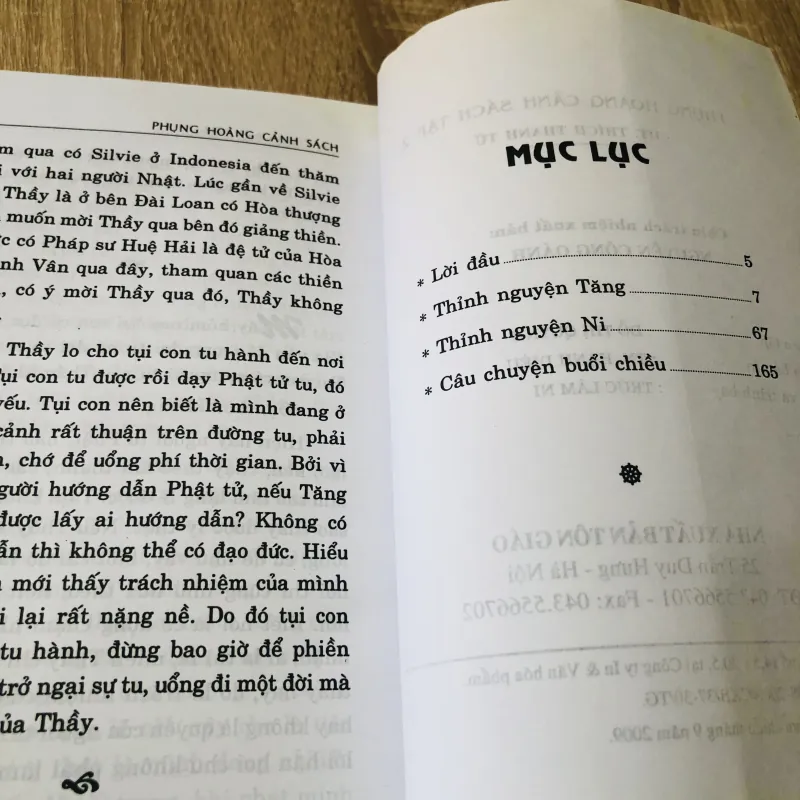 PHỤNG HOÀNG CẢNH SÁCH
qua có Silvie ở Indonesia đến thăm
với hai người Nhật. Lúc gần về Silvie
Thầy là ở bên Đài Loan có Hòa thượng
muốn mời Thầy qua bên đó giảng thiền.
có Pháp sư Huệ Hải là đệ tử của Hòa
Vân qua đây, tham quan các thiền
có ý mời Thầy qua đó, Thầy không
Thầy lo cho tụi con tu hành đến nơi
con tu được rồi dạy Phật tử tu, đó
yếu. Tụi con nên biết là mình đang ở
cảnh rất thuận trên đường tu, phải
chớ để uổng phí thời gian. Bởi vì
người hướng dẫn Phật tử, nếu Tăng
được lấy ai hướng dẫn? Không có
thì không thể có đạo đức. Hiểu
mới thấy trách nhiệm của mình
lại rất nặng nề. Do đó tụi con
tu hành, đừng bao giờ để phiền
trở ngại sự tu, uổng đi một đời mà
của Thầy.
MỤC LỤC
* Lời đầu 5
* Thỉnh nguyện Tăng 7
* Thỉnh nguyện Ni 67
* Câu chuyện buổi chiều 165